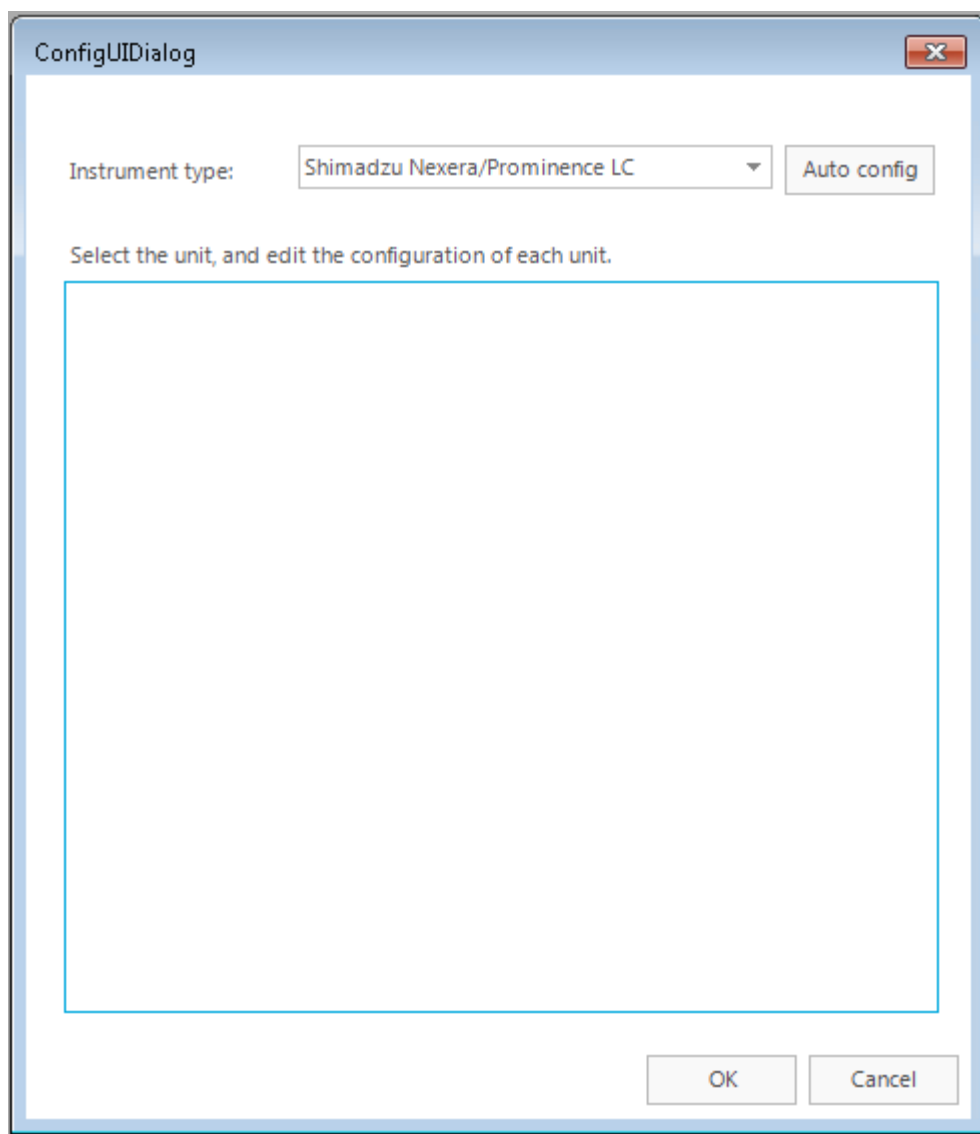 ConfigUIDialog
Instrument type: Shimadzu Nexera/Prominence LC Auto config
Select the unit, and edit the configuration of each unit.
OK Cancel